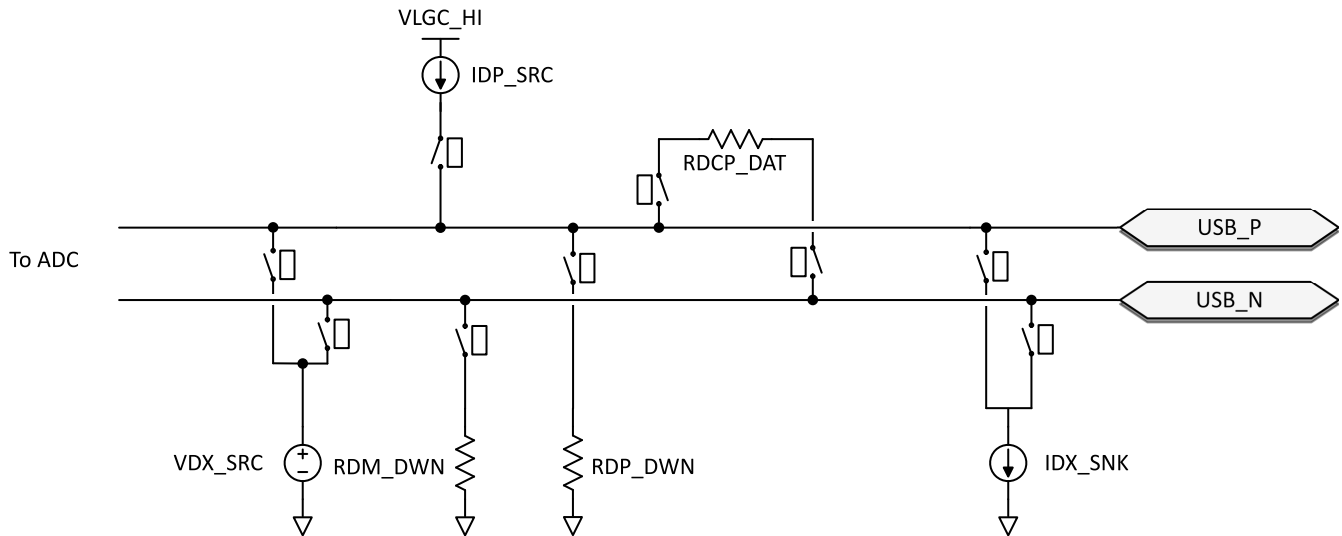 VLGC_HI
IDP_SRC
RDCP_DAT
USB_P
To ADC
USB_N
VDX_SRC
RDM_DWN
RDP_DWN
IDX_SNK